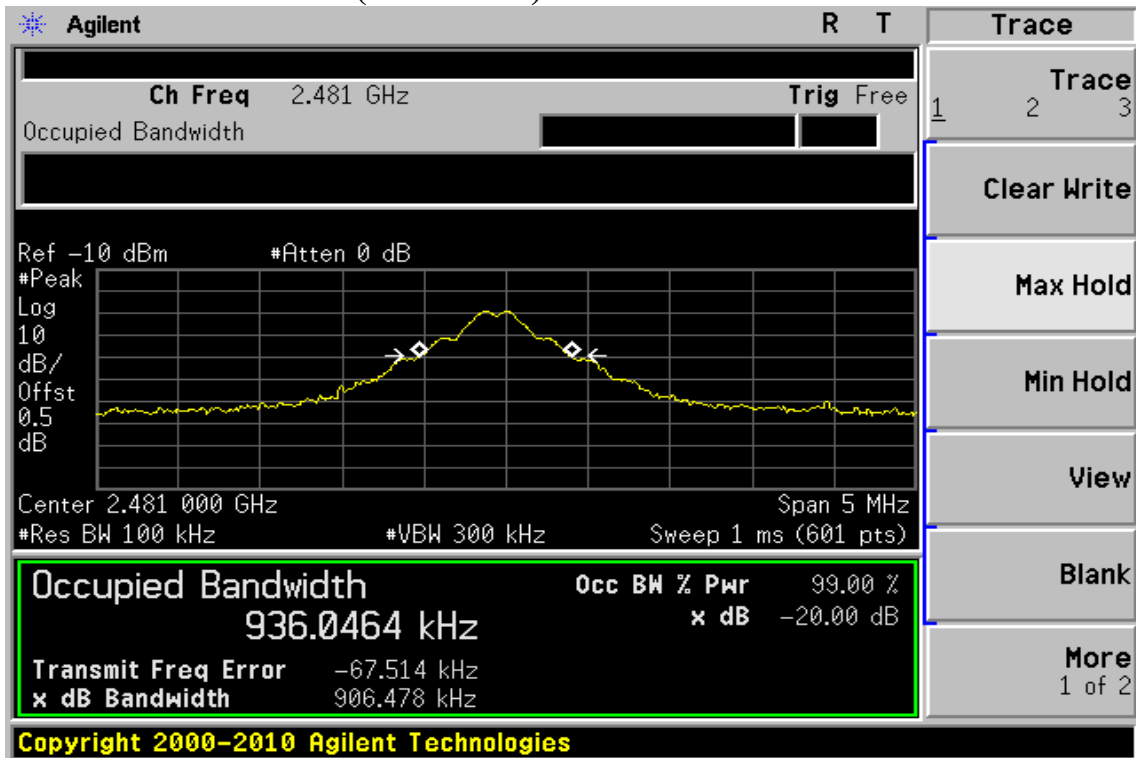 Agilent R T
Ch Freq 2.481 GHz Trig Free
Occupied Bandwidth
Ref -10 dBm #Atten 0 dB
#Peak
Log
10
dB/
Offst
0.5
dB
Center 2.481 000 GHz Span 5 MHz
#Res BW 100 kHz #VBW 300 kHz Sweep 1 ms (601 pts)
Occupied Bandwidth
936.0464 kHz
Occ BW % Pwr 99.00 %
x dB -20.00 dB
Transmit Freq Error -67.514 kHz
x dB Bandwidth 906.478 kHz
Copyright 2000-2010 Agilent Technologies
Trace
Trace
1 2 3
Clear Write
Max Hold
Min Hold
View
Blank
More
1 of 2